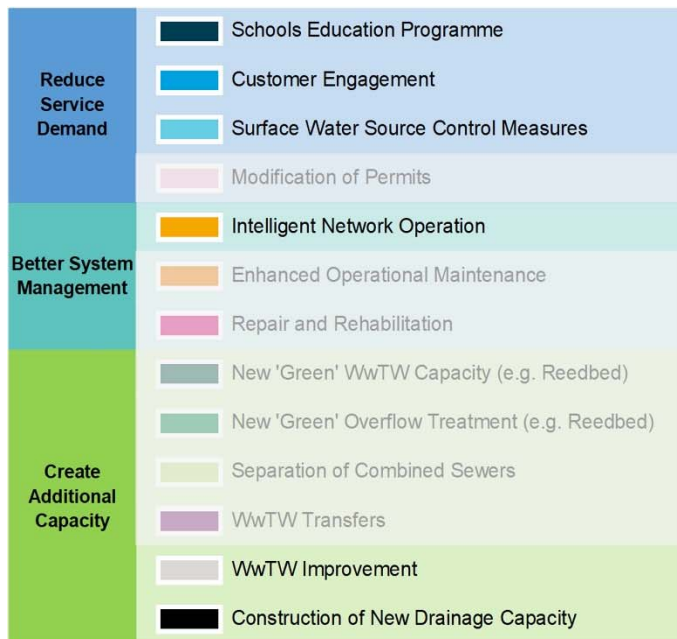 Reduce
Service
Demand
Schools Education Programme
Customer Engagement
Surface Water Source Control Measures
Modification of Permits
Better System
Management
Intelligent Network Operation
Enhanced Operational Maintenance
Repair and Rehabilitation
Create
Additional
Capacity
New 'Green' WwTW Capacity (e.g. Reedbed)
New 'Green' Overflow Treatment (e.g. Reedbed)
Separation of Combined Sewers
WwTW Transfers
WwTW Improvement
Construction of New Drainage Capacity